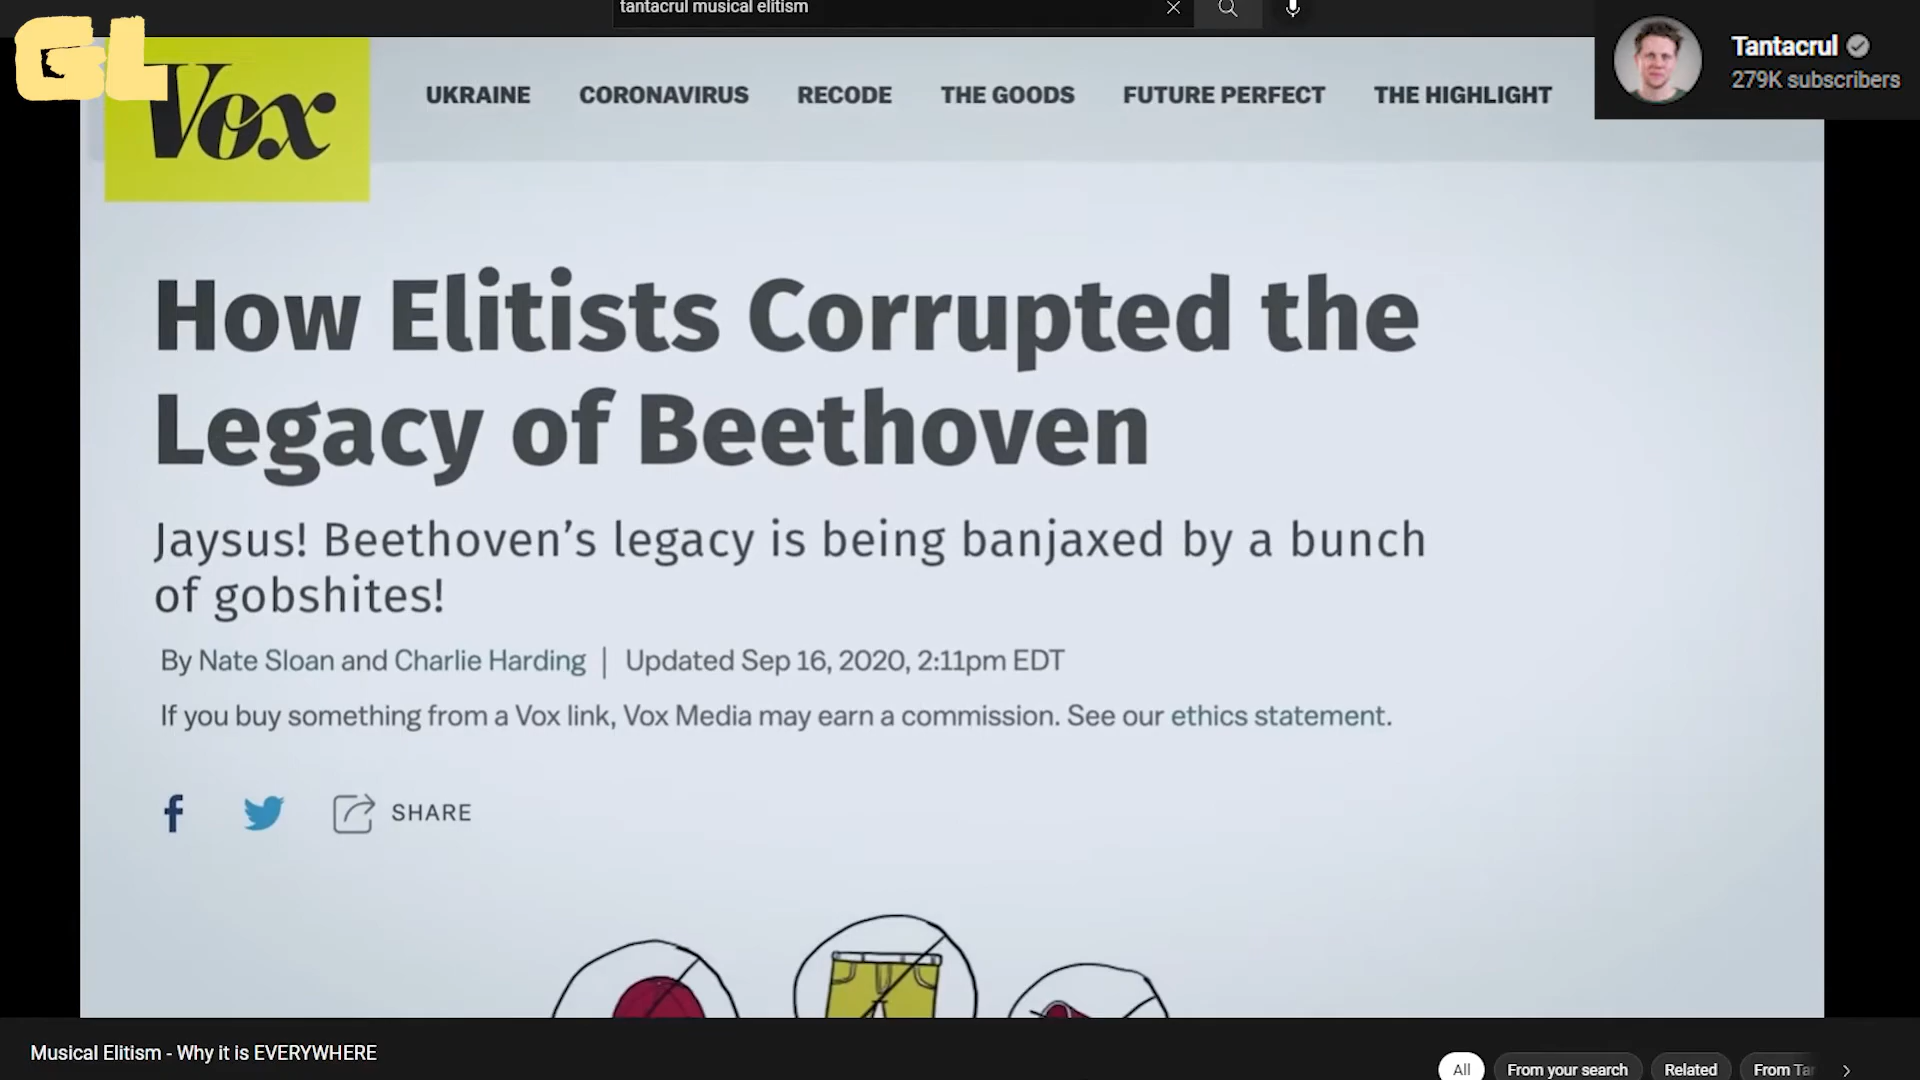 tantacrul musical elitism
GL
Tantacrul
279K subscribers
Vox
UKRAINE CORONAVIRUS RECODE THE GOODS FUTURE PERFECT THE HIGHLIGHT
How Elitists Corrupted the
Legacy of Beethoven
Jaysus! Beethoven’s legacy is being banjaxed by a bunch
of gobshites!
By Nate Sloan and Charlie Harding | Updated Sep 16, 2020, 2:11pm EDT
If you buy something from a Vox link, Vox Media may earn a commission. See our ethics statement.
SHARE
Musical Elitism - Why it is EVERYWHERE
All From your search Related From